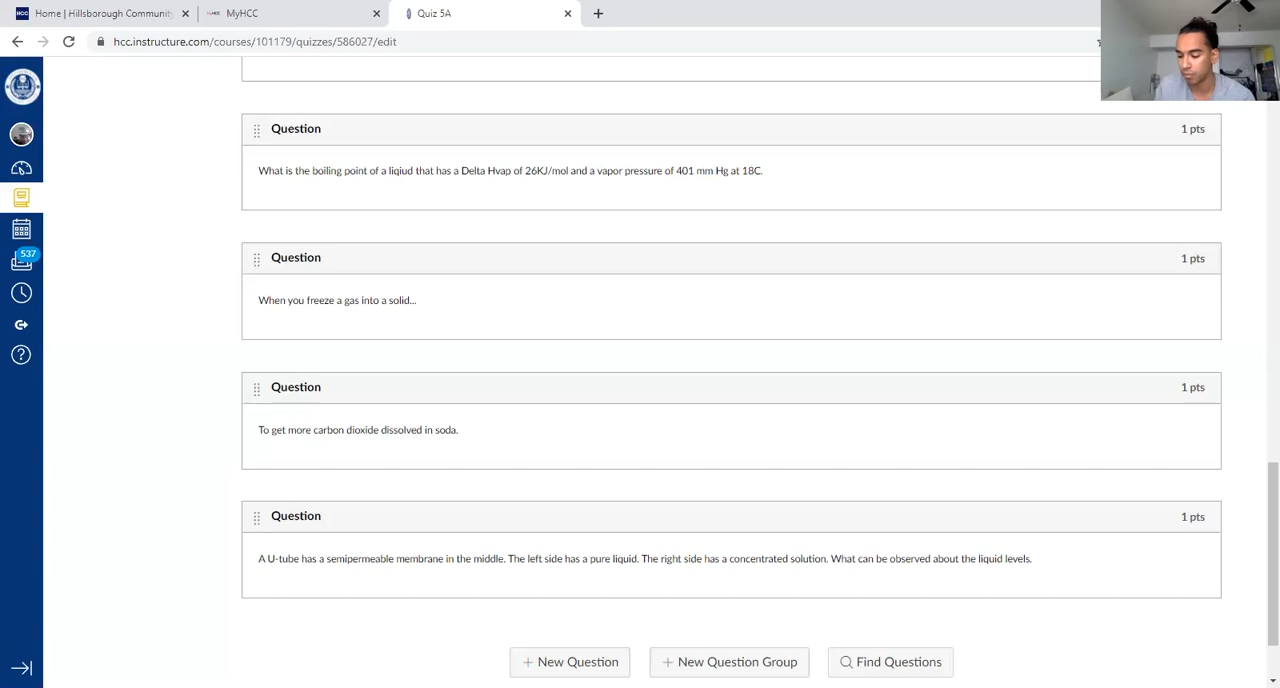 Home | Hillsborough Community
MyHCC
Quiz 5A
hcc.instructure.com/courses/101179/quizzes/586027/edit
Question
1 pts
What is the boiling point of a liqiud that has a Delta Hvap of 26KJ/mol and a vapor pressure of 401 mm Hg at 18C.
Question
1 pts
When you freeze a gas into a solid...
537
Question
1 pts
To get more carbon dioxide dissolved in soda.
Question
1 pts
A U-tube has a semipermeable membrane in the middle. The left side has a pure liquid. The right side has a concentrated solution. What can be observed about the liquid levels.
+ New Question
+ New Question Group
Find Questions